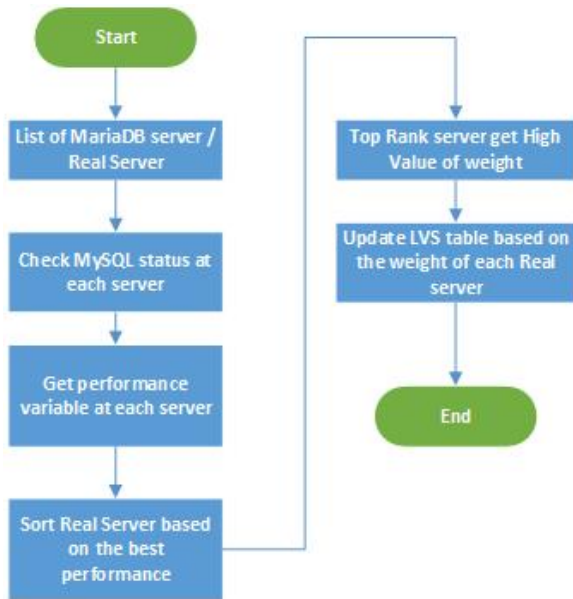 Start
List of MariaDB server /
Real Server
Check MySQL status at
each server
Get performance
variable at each server
Sort Real Server based
on the best
performance
Top Rank server get High
Value of weight
Update LVS table based on
the weight of each Real
server
End